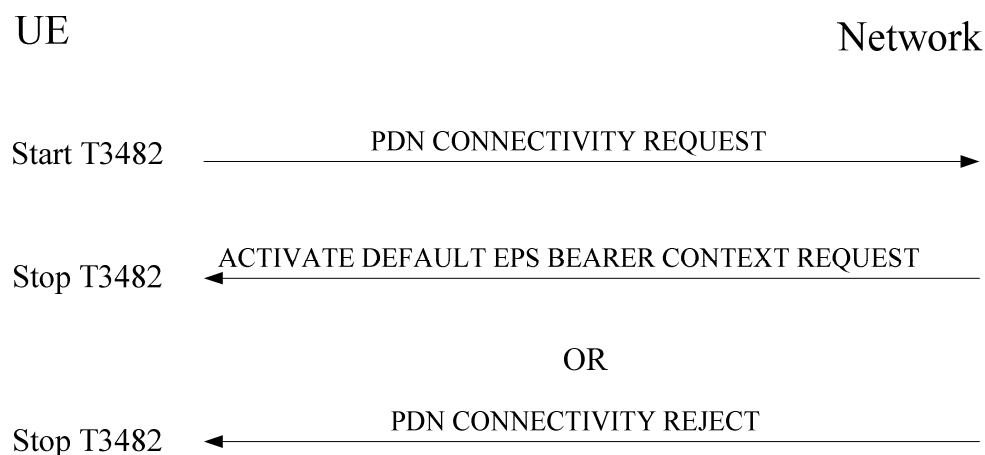 UE
Network
Start T3482
PDN CONNECTIVITY REQUEST
ACTIVATE DEFAULT EPS BEARER CONTEXT REQUEST
Stop T3482
OR
PDN CONNECTIVITY REJECT
Stop T3482